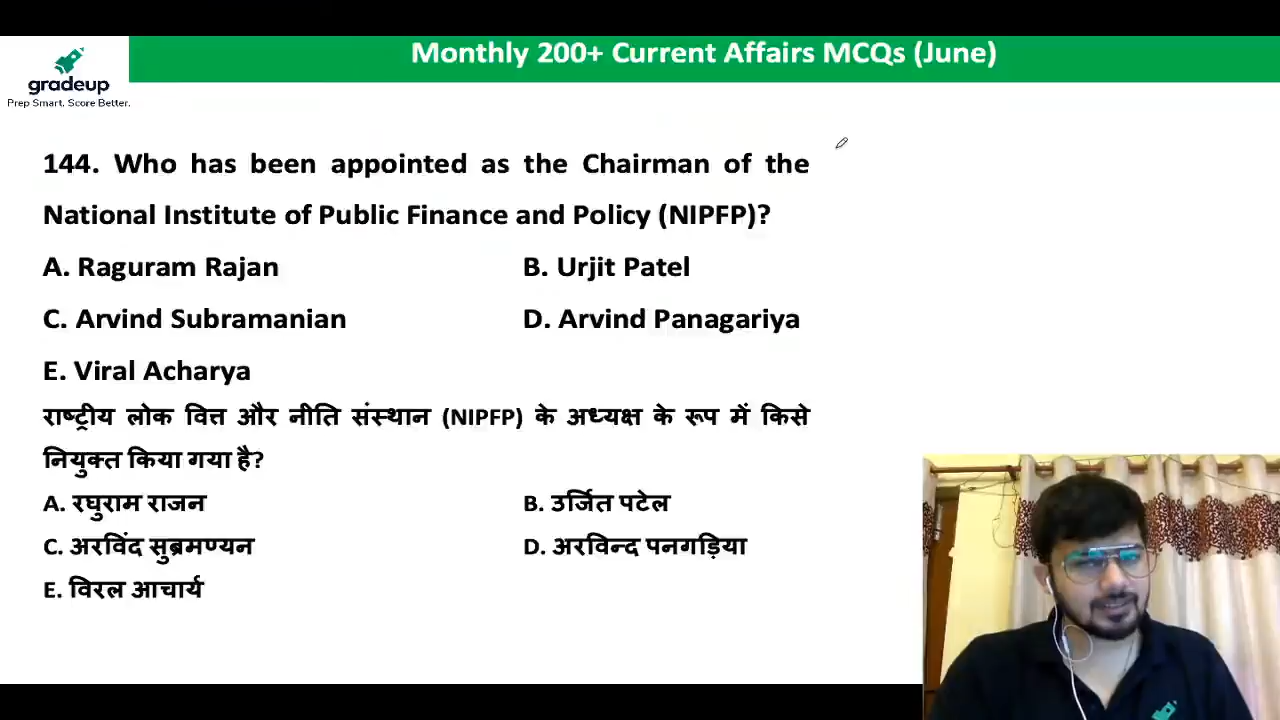 Monthly 200+ Current Affairs MCQs (June)
gradeup
Prep Smart. Score Better.
144. Who has been appointed as the Chairman of the
National Institute of Public Finance and Policy (NIPFP)?
A. Raguram Rajan B. Urjit Patel
C. Arvind Subramanian D. Arvind Panagariya
E. Viral Acharya
राष्ट्रीय लोक वित्त और नीति संस्थान (NIPFP) के अध्यक्ष के रूप में किसे
नियुक्त किया गया है?
A. रघुराम राजन B. उर्जित पटेल
C. अरविंद सुब्रमण्यन D. अरविन्द पनगड़िया
E. विरल आचार्य